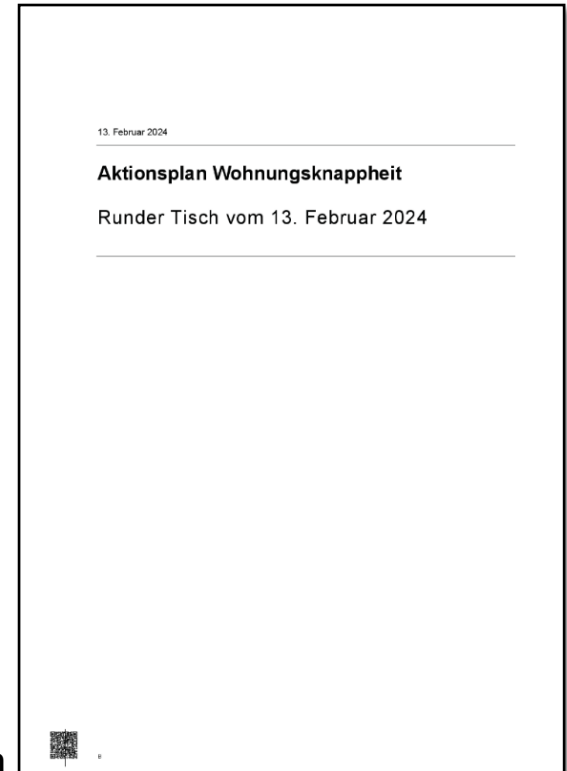 13. Februar 2024
Aktionsplan Wohnungsknappheit
Runder Tisch vom 13. Februar 2024